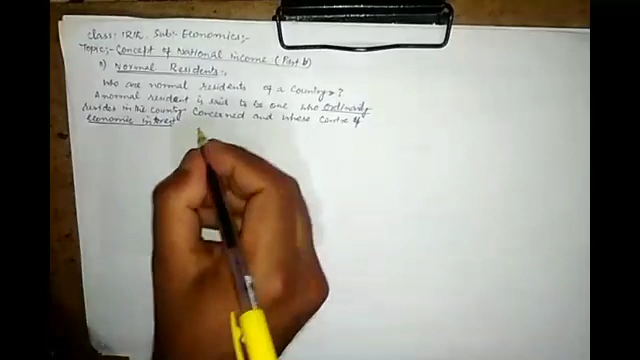 Class: 12th. Sub:- Economics;-
Topic:- Concept of National income (Part b)
Normal Residents:-
Who are normal residents of a country?
A normal resident is said to be one who ordinarily
resides in the country concerned and whose centre of
economic interest